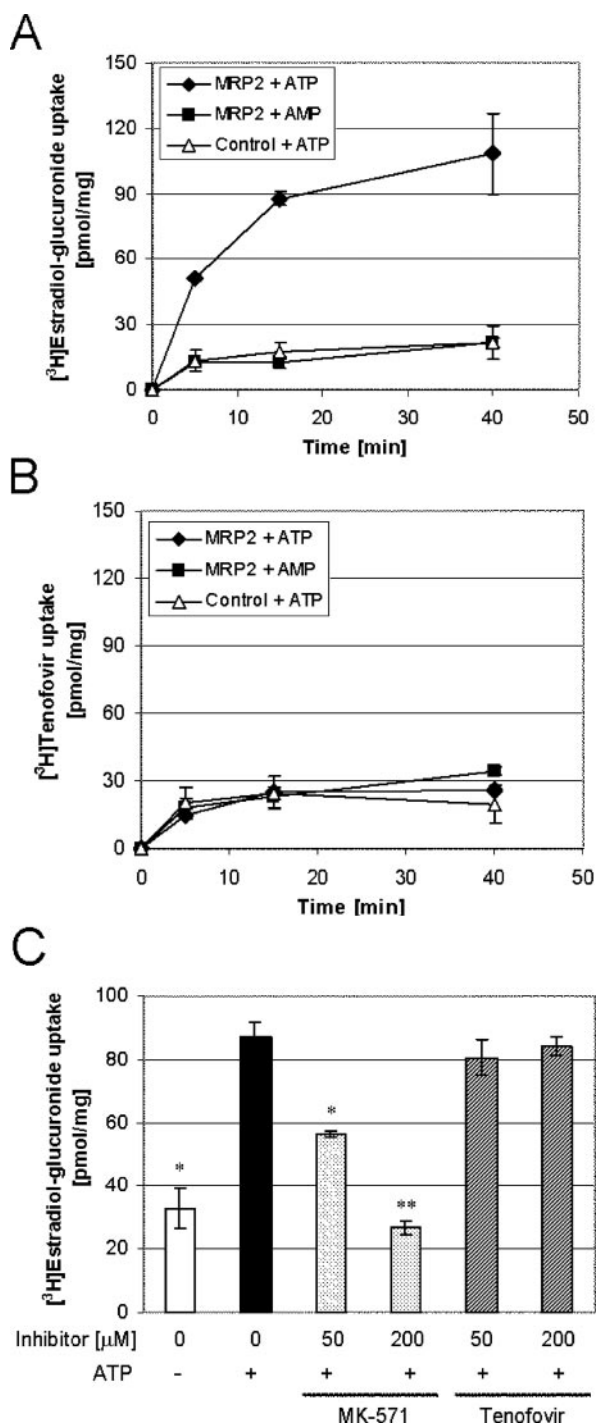 A
[³H]Estradiol-glucuronide uptake
[pmol/mg]
150
120
90
60
30
0
MRP2 + ATP
MRP2 + AMP
Control + ATP
0
10
20
30
40
50
Time [min]
B
[³H]Tenofovir uptake
[pmol/mg]
150
120
90
60
30
0
MRP2 + ATP
MRP2 + AMP
Control + ATP
0
10
20
30
40
50
Time [min]
C
[³H]Estradiol-glucuronide uptake
[pmol/mg]
100
80
60
40
20
0
*
*
**
Inhibitor [µM] 0 0 50 200 50 200
ATP - + + + + +
MK-571 Tenofovir